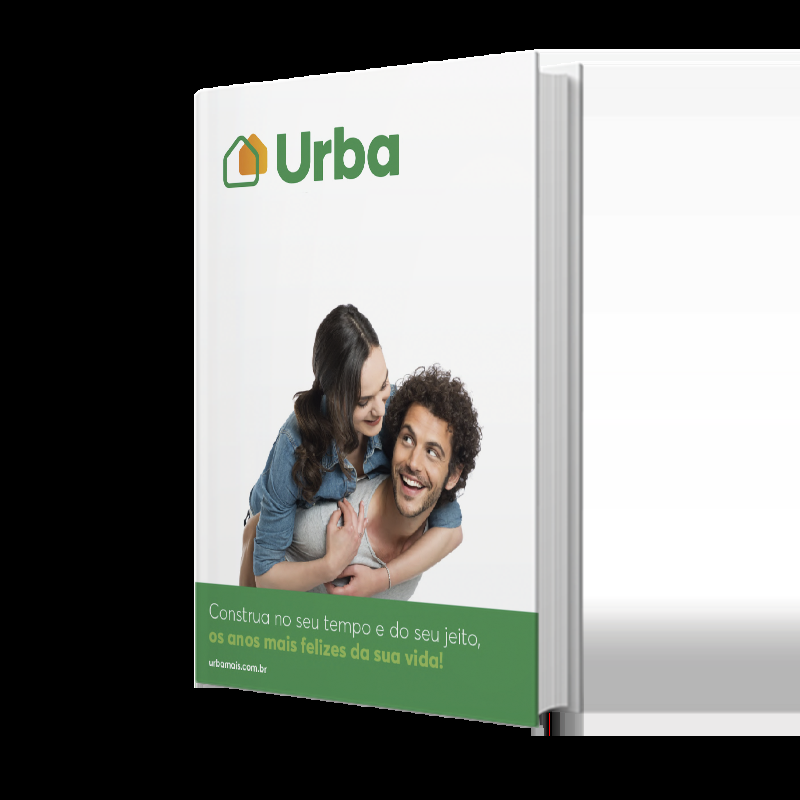 Urba
Construa no seu tempo e do seu jeito,
os anos mais felizes da sua vida!
urbamais.com.br